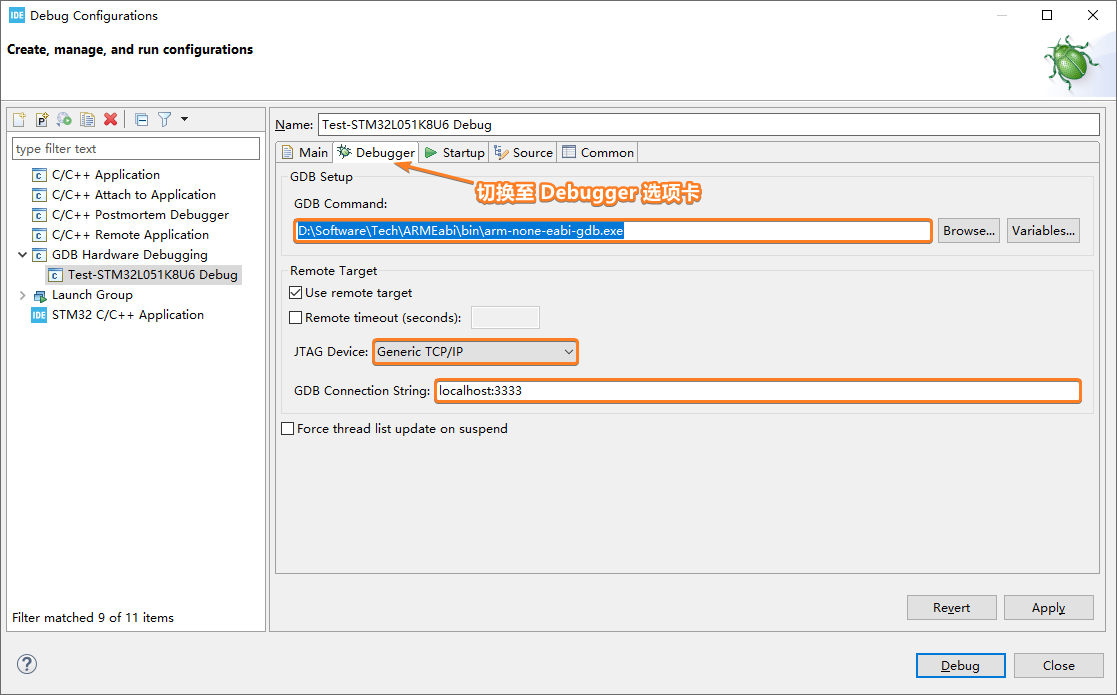 IDE Debug Configurations
Create, manage, and run configurations
type filter text
C/C++ Application
C/C++ Attach to Application
C/C++ Postmortem Debugger
C/C++ Remote Application
GDB Hardware Debugging
Test-STM32L051K8U6 Debug
Launch Group
IDE STM32 C/C++ Application
Filter matched 9 of 11 items
Name: Test-STM32L051K8U6 Debug
Main Debugger Startup Source Common
切换至 Debugger 选项卡
GDB Setup
GDB Command:
D:\Software\Tech\ARMEabi\bin\arm-none-eabi-gdb.exe Browse... Variables...
Remote Target
Use remote target
Remote timeout (seconds):
JTAG Device: Generic TCP/IP
GDB Connection String: localhost:3333
Force thread list update on suspend
Revert Apply
Debug Close